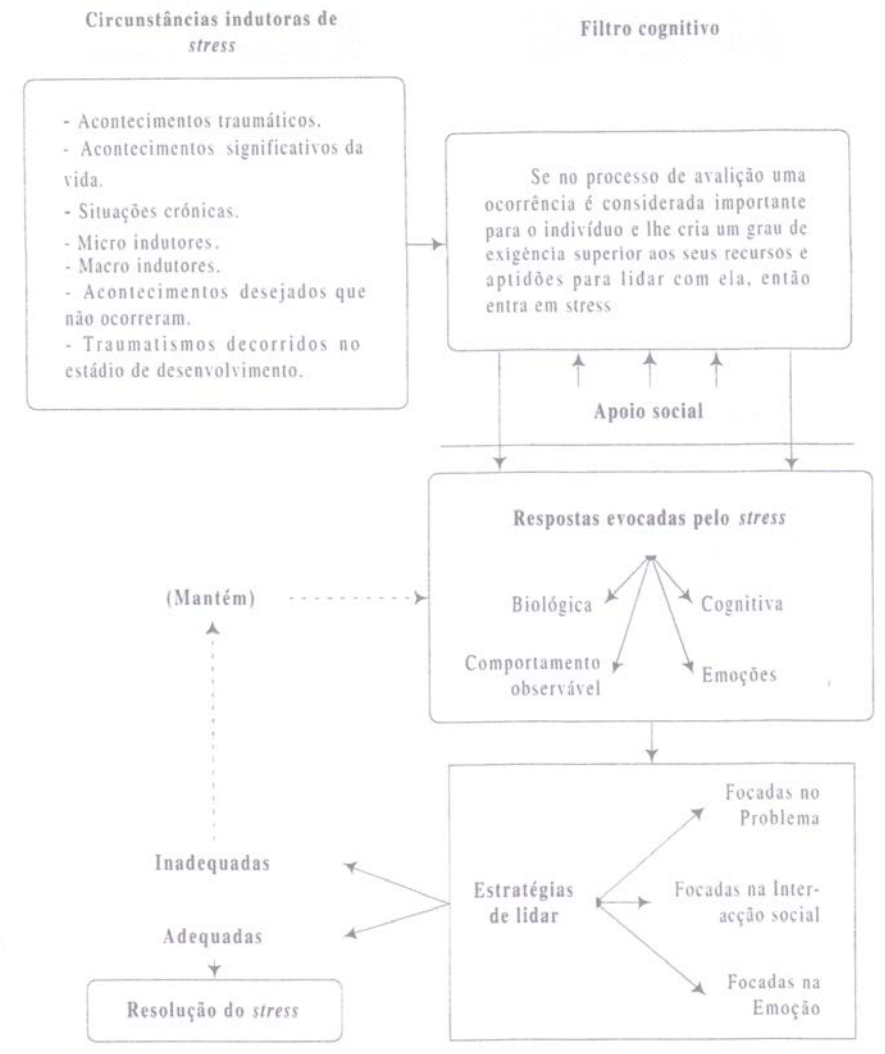 Circunstâncias indutoras de
stress
Filtro cognitivo
- Acontecimentos traumáticos.
- Acontecimentos significativos da
vida.
- Situações crónicas.
- Micro indutores.
- Macro indutores.
- Acontecimentos desejados que
não ocorreram.
- Traumatismos decorridos no
estádio de desenvolvimento.
Se no processo de avalição uma
ocorrência é considerada importante
para o indivíduo e lhe cria um grau de
exigência superior aos seus recursos e
aptidões para lidar com ela, então
entra em stress
Apoio social
Respostas evocadas pelo stress
Biológica
Cognitiva
Comportamento
observável
Emoções
(Mantém)
Inadequadas
Adequadas
Resolução do stress
Estratégias
de lidar
Focadas no
Problema
Focadas na Inter-
acção social
Focadas na
Emoção